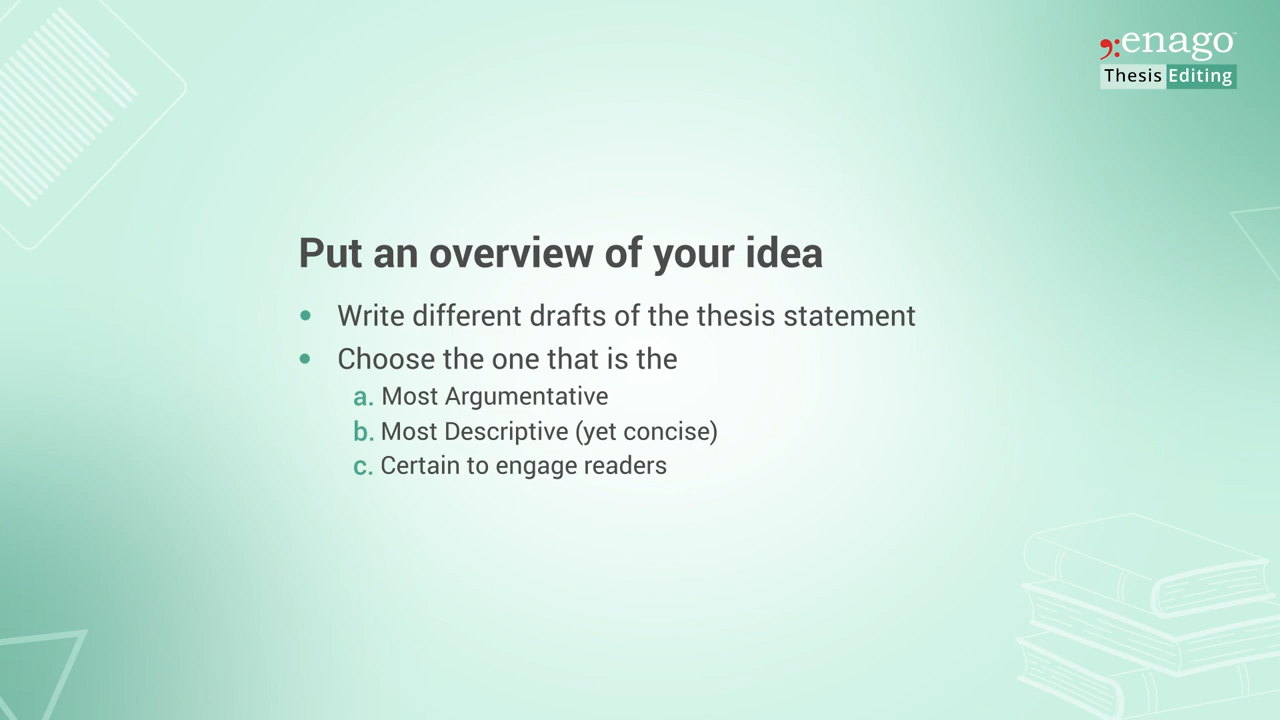 enago™
Thesis Editing
Put an overview of your idea
• Write different drafts of the thesis statement
• Choose the one that is the
a. Most Argumentative
b. Most Descriptive (yet concise)
c. Certain to engage readers